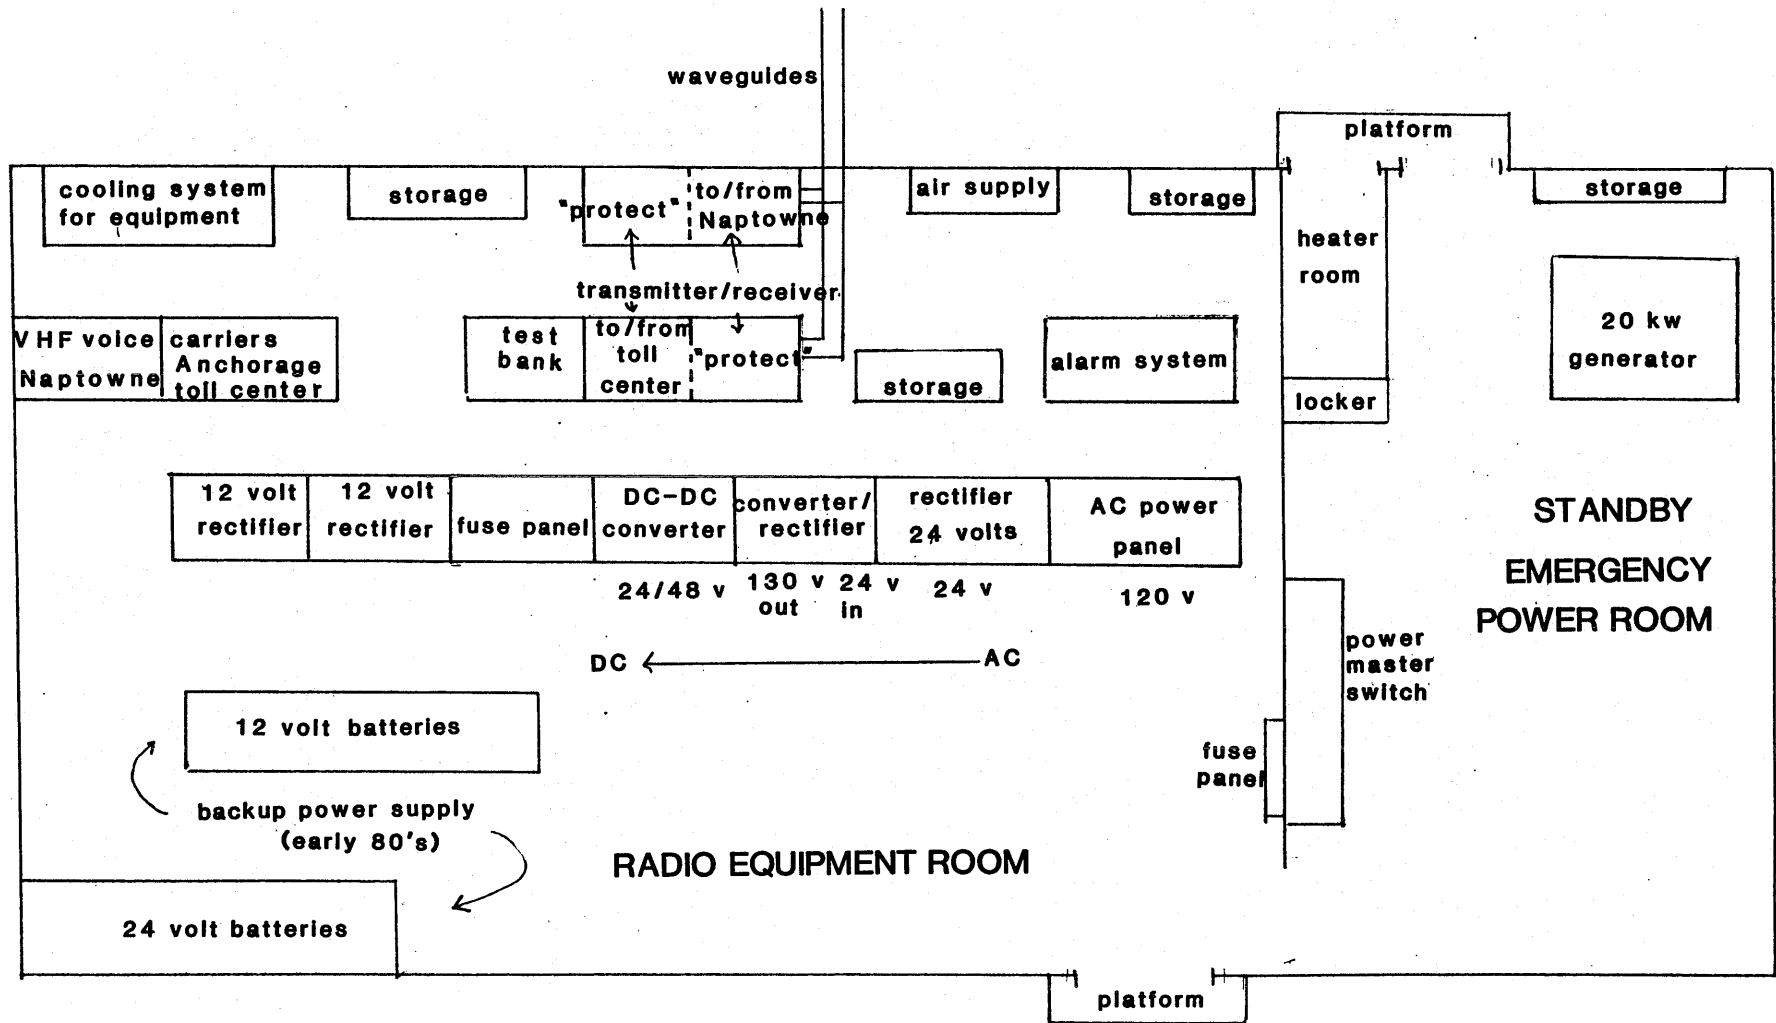 waveguides
platform
cooling system
for equipment
storage
"protect"
to/from
Naptowne
air supply
storage
storage
heater
room
transmitter/receiver
VHF voice
Naptowne
carriers
Anchorage
toll center
test
bank
to/from
toll
center
"protect"
storage
alarm system
locker
20 kw
generator
12 volt
rectifier
12 volt
rectifier
fuse panel
DC-DC
converter
converter/
rectifier
rectifier
24 volts
AC power
panel
24/48 v
130 v
out
24 v
in
24 v
120 v
DC
AC
STANDBY
EMERGENCY
POWER ROOM
power
master
switch
12 volt batteries
fuse
panel
backup power supply
(early 80's)
RADIO EQUIPMENT ROOM
24 volt batteries
platform